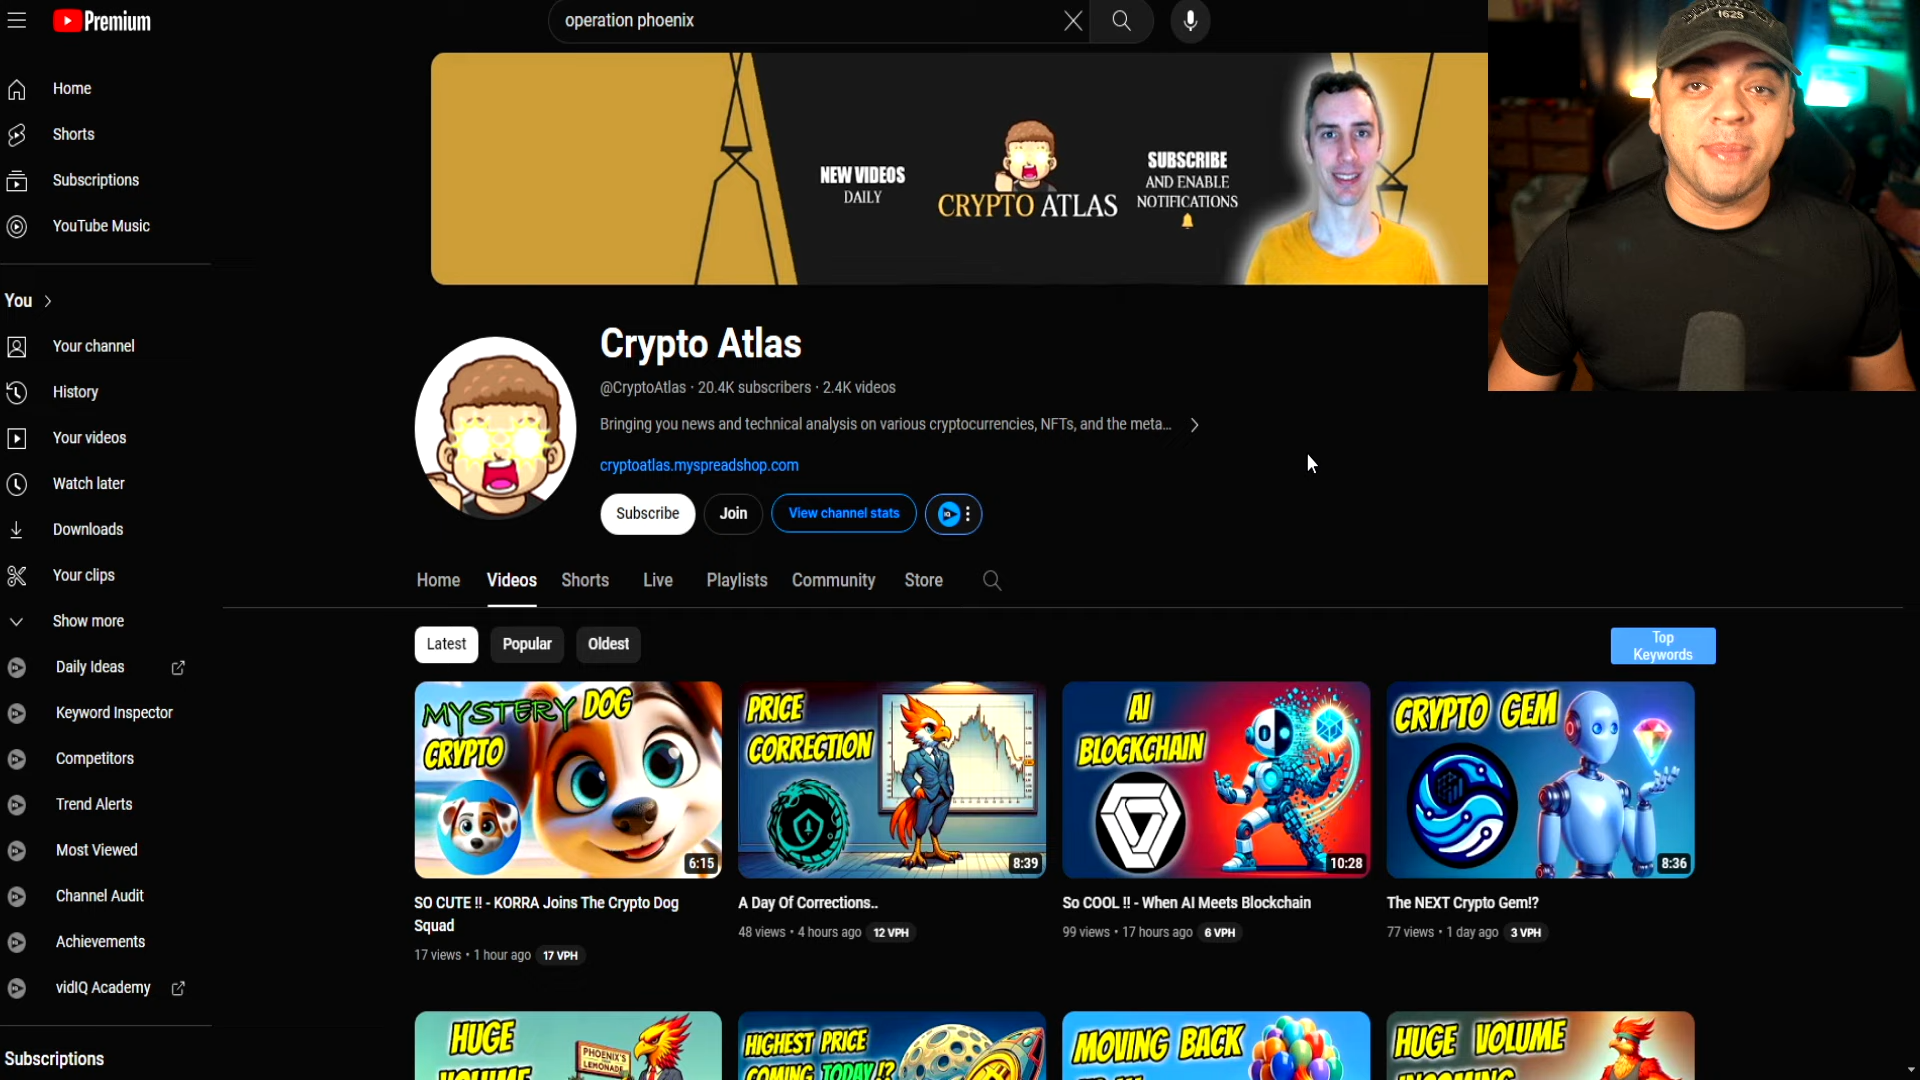 Premium
operation phoenix
1625
Home
Shorts
Subscriptions
YouTube Music
You
Your channel
History
Your videos
Watch later
Downloads
Your clips
Show more
Daily Ideas
Keyword Inspector
Competitors
Trend Alerts
Most Viewed
Channel Audit
Achievements
vidIQ Academy
Subscriptions
NEW VIDEOS
DAILY
CRYPTO ATLAS
SUBSCRIBE
AND ENABLE
NOTIFICATIONS
Crypto Atlas
@CryptoAtlas · 20.4K subscribers · 2.4K videos
Bringing you news and technical analysis on various cryptocurrencies, NFTs, and the meta...
cryptoatlas.myspreadshop.com
Subscribe
Join
View channel stats
Home Videos Shorts Live Playlists Community Store
Latest Popular Oldest
Top
Keywords
MYSTERY DOG
CRYPTO
6:15
SO CUTE !! - KORRA Joins The Crypto Dog
Squad
17 views • 1 hour ago 17 VPH
PRICE
CORRECTION
8:39
A Day Of Corrections..
48 views • 4 hours ago 12 VPH
AI
BLOCKCHAIN
10:28
So COOL !! - When AI Meets Blockchain
99 views • 17 hours ago 6 VPH
CRYPTO GEM
8:36
The NEXT Crypto Gem!?
77 views • 1 day ago 3 VPH
HUGE
VOLUME
PHOENIX'S
LEMONADE
HIGHEST PRICE
COMING TODAY!?
MOVING BACK
HUGE VOLUME
INCOMING